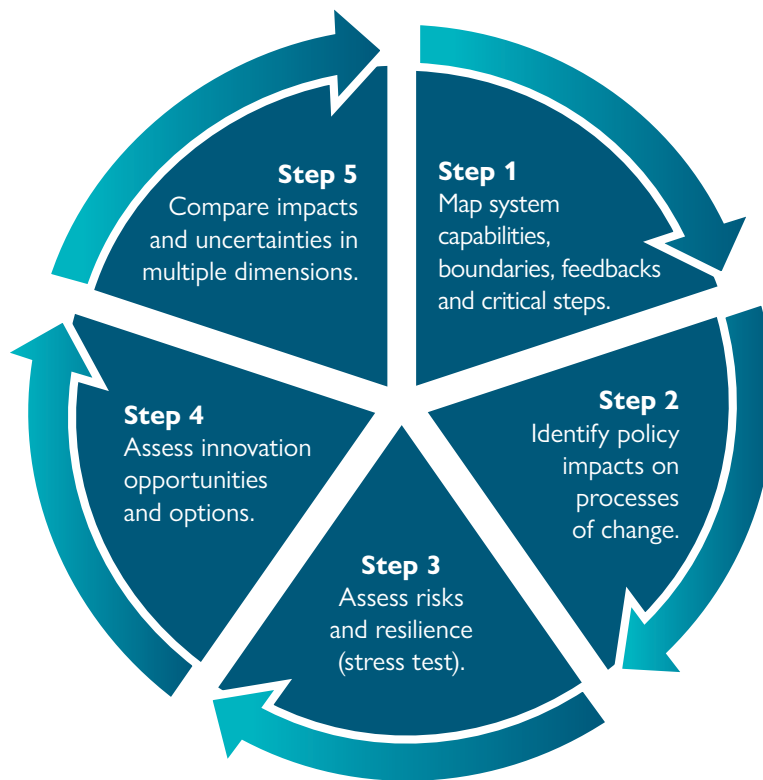 Step 1
Map system
capabilities,
boundaries, feedbacks
and critical steps.
Step 2
Identify policy
impacts on
processes
of change.
Step 3
Assess risks
and resilience
(stress test).
Step 4
Assess innovation
opportunities
and options.
Step 5
Compare impacts
and uncertainties in
multiple dimensions.